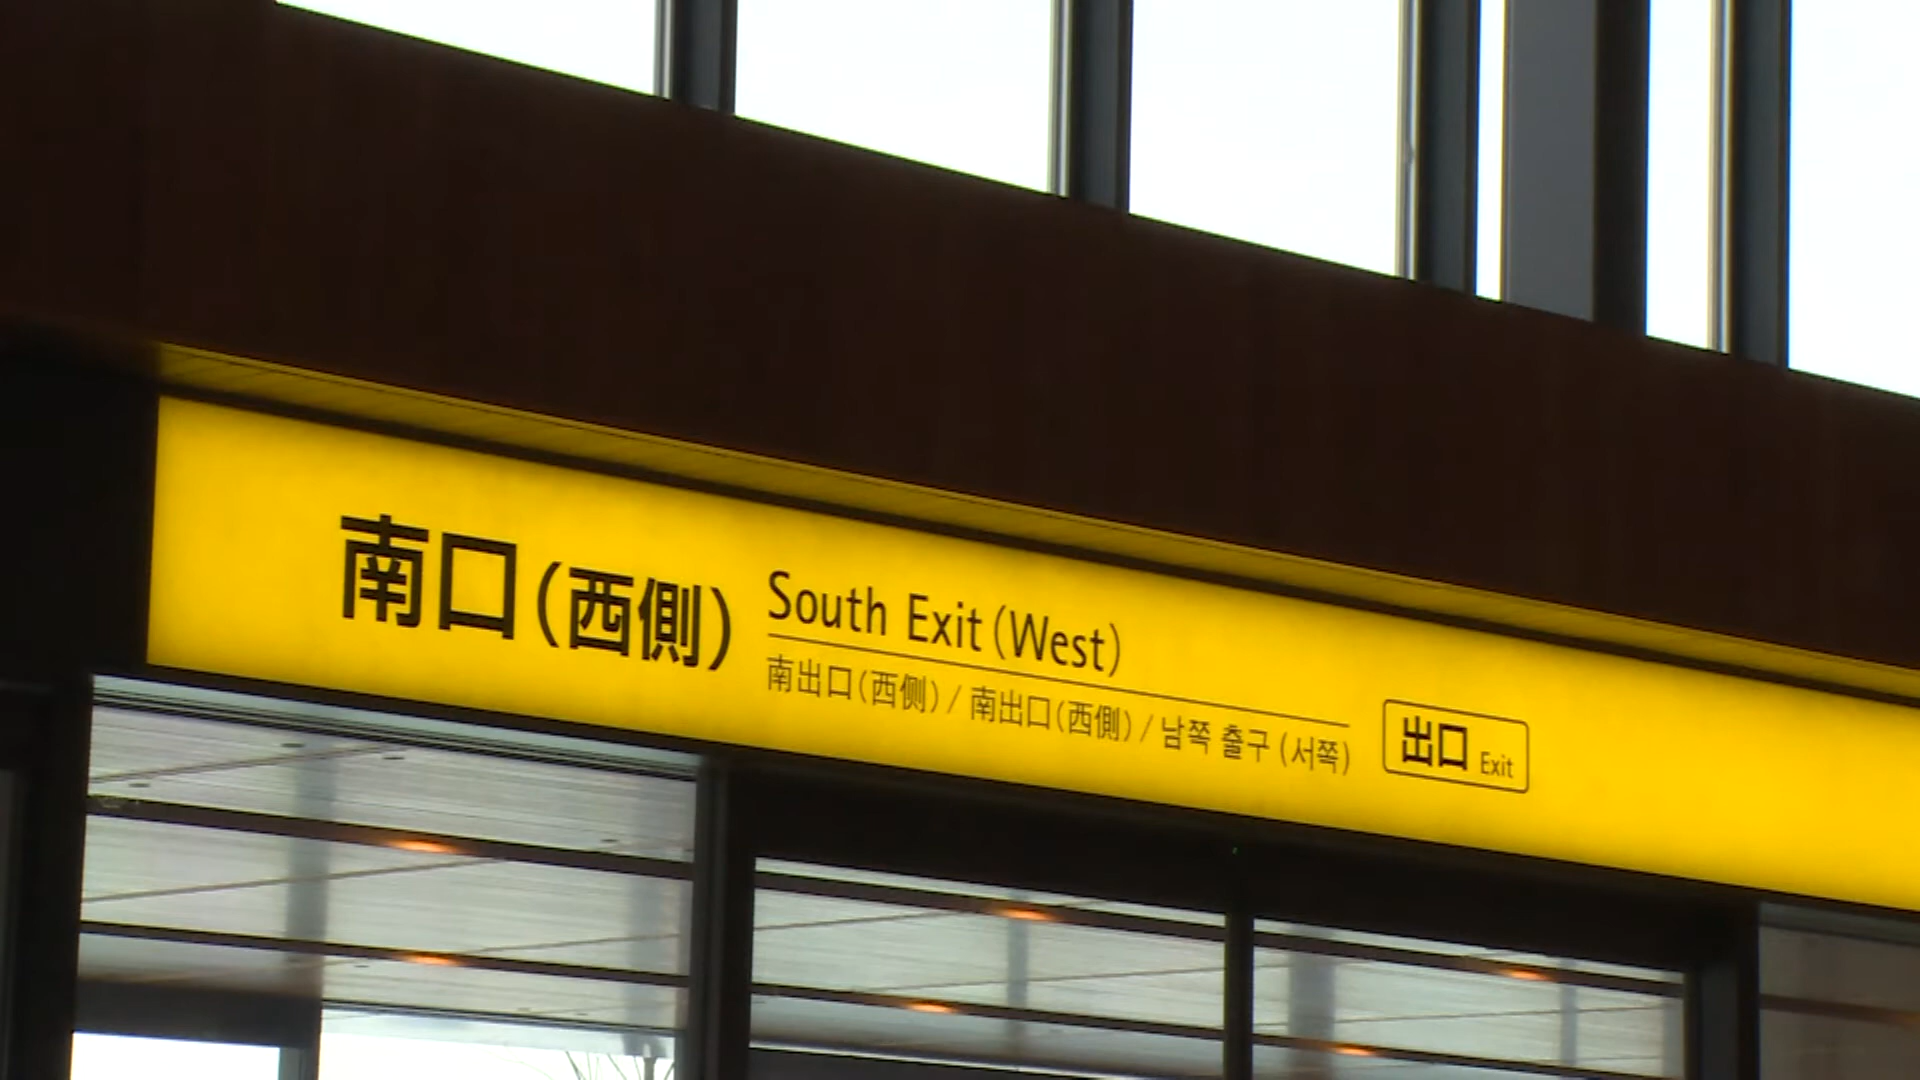 南口(西側)
South Exit (West)
南出口(西侧) / 南出口(西側) / 남쪽 출구 (서쪽)
出口 Exit